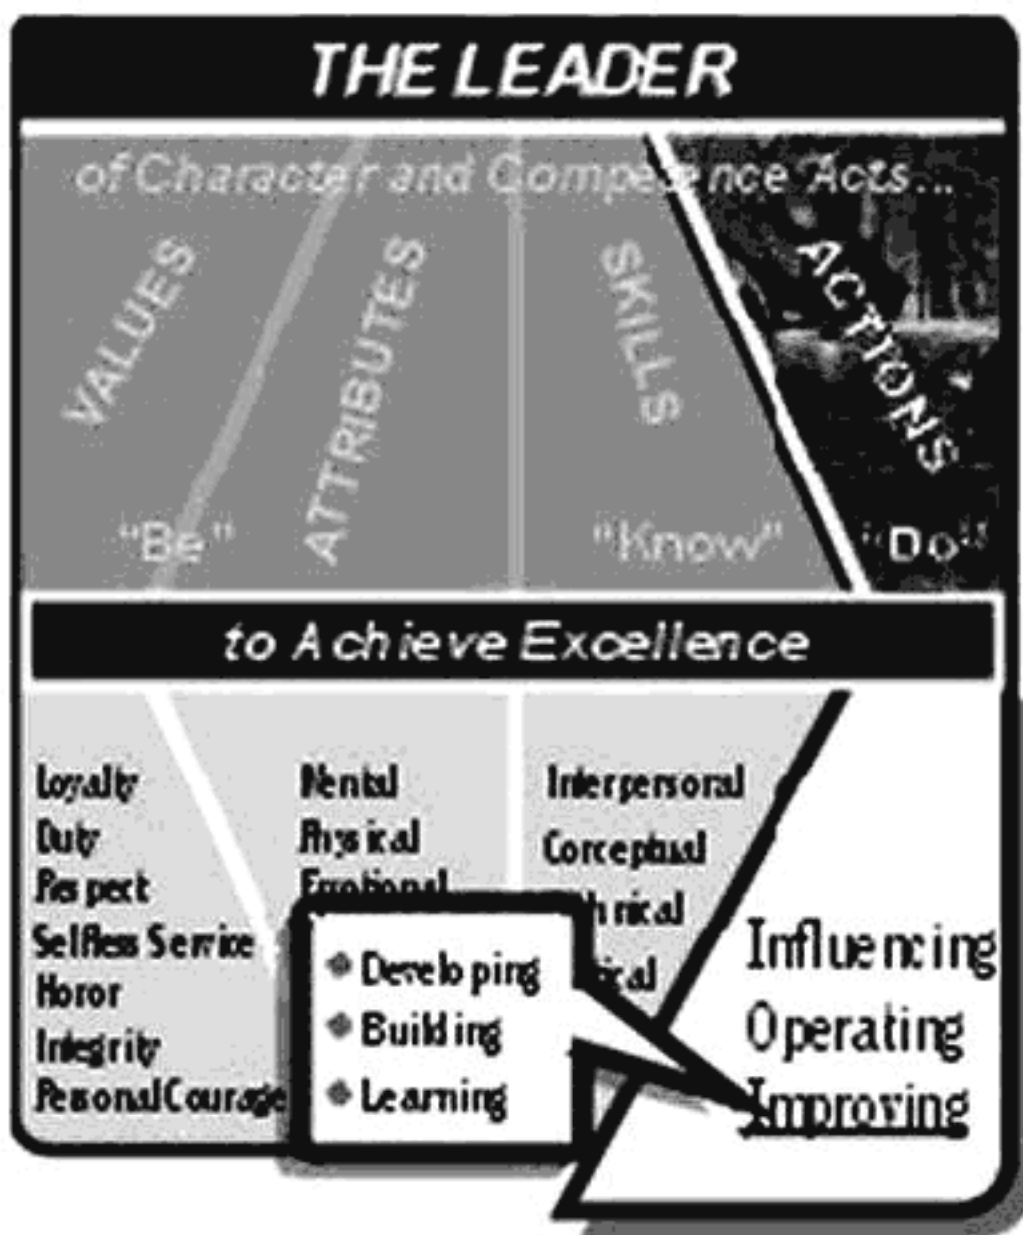 THE LEADER
of Character and Competence Acts...
VALUES
ATTRIBUTES
SKILLS
ACTIONS
"Be"
"Know"
"Do"
to Achieve Excellence
Loyalty
Duty
Respect
Selfless Service
Honor
Integrity
Personal Courage
Mental
Physical
Emotional
Interpersonal
Conceptual
Developing
Building
Learning
Influencing
Operating
Improving